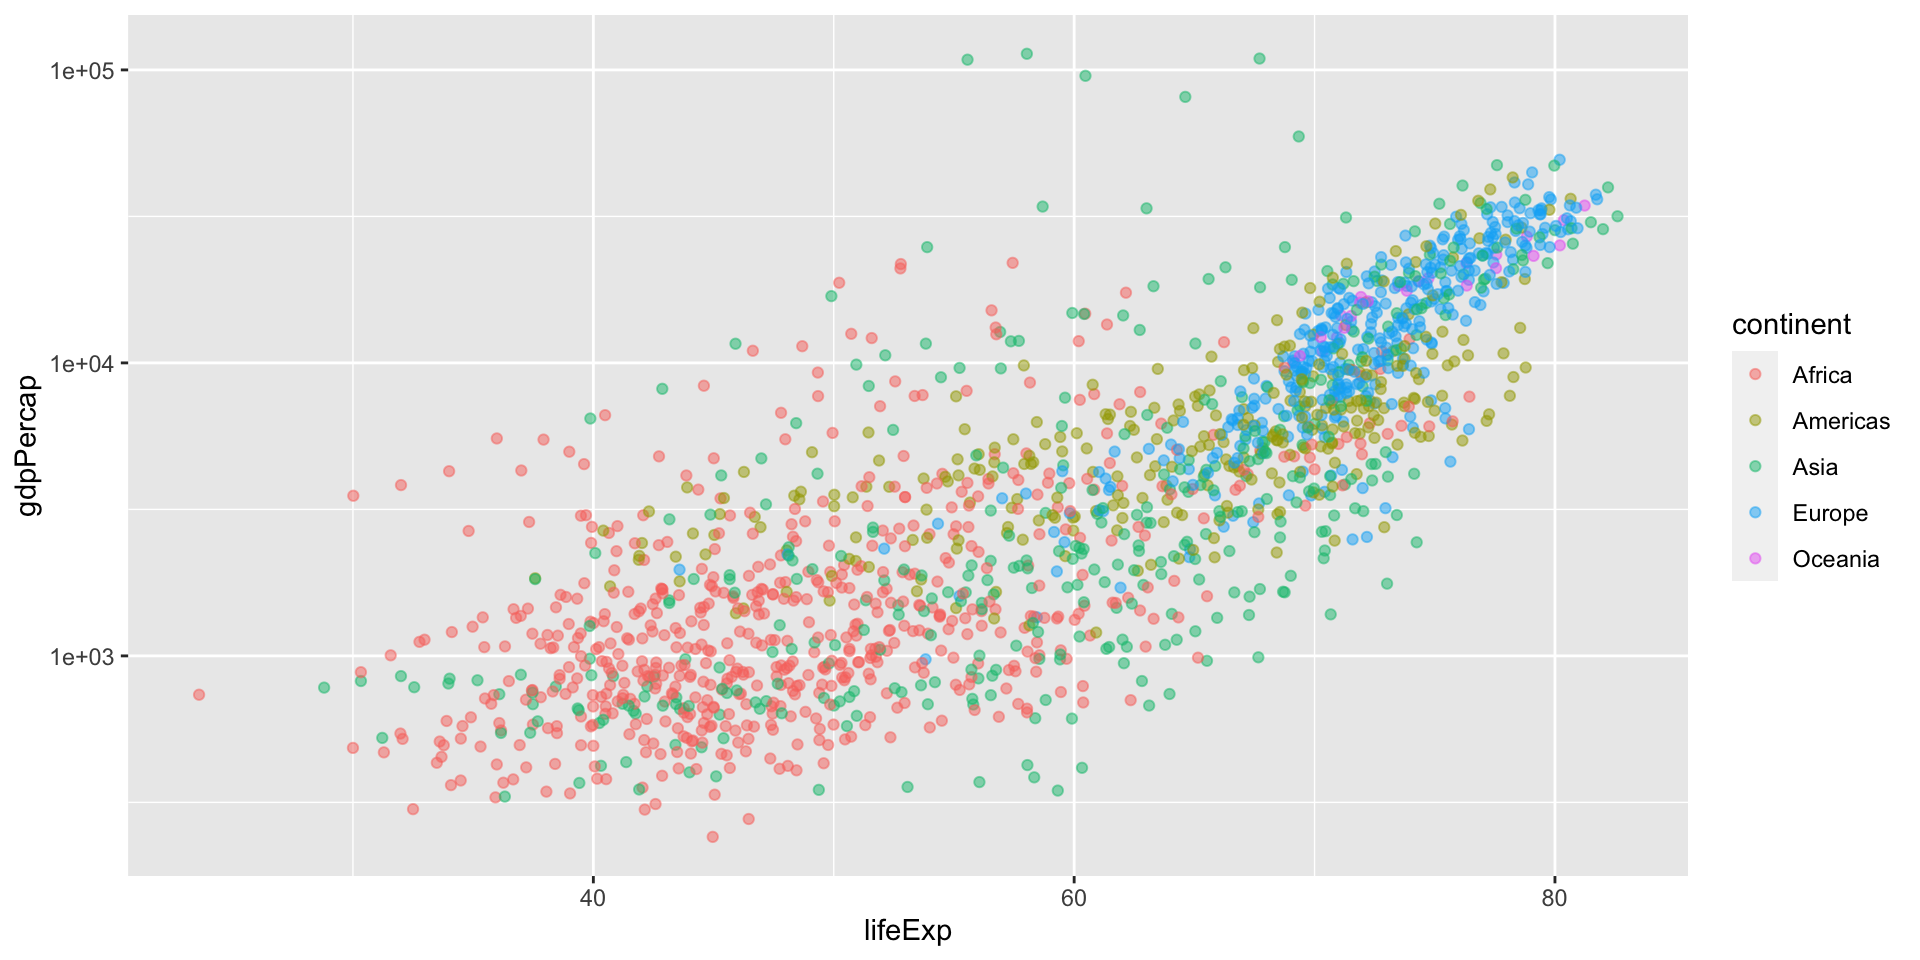 1e+05
1e+04
1e+03
gdpPercap
40 60 80
lifeExp
continent
Africa
Americas
Asia
Europe
Oceania